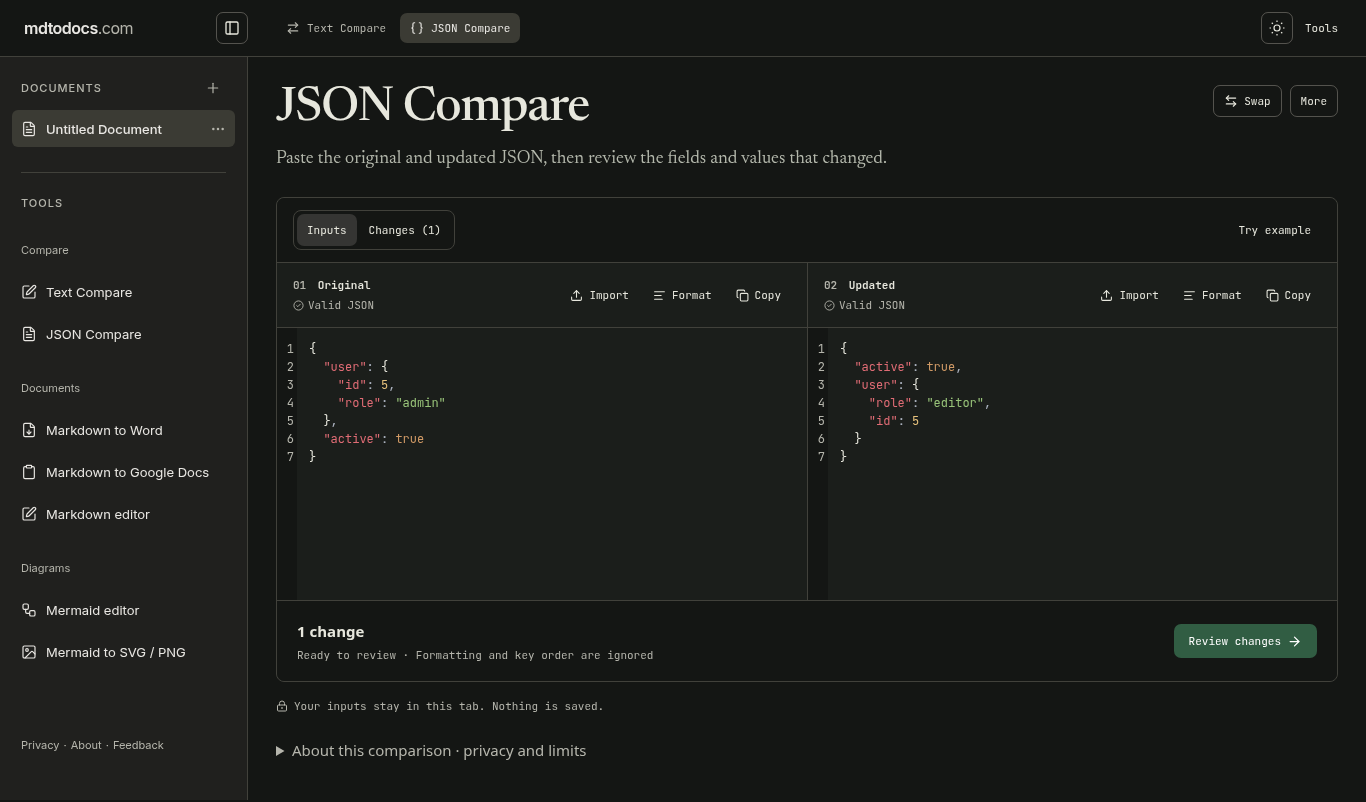 mdtodocs.com
Text Compare
{} JSON Compare
Tools
DOCUMENTS
Untitled Document
TOOLS
Compare
Text Compare
JSON Compare
Documents
Markdown to Word
Markdown to Google Docs
Markdown editor
Diagrams
Mermaid editor
Mermaid to SVG / PNG
Privacy · About · Feedback
JSON Compare
Swap
More
Paste the original and updated JSON, then review the fields and values that changed.
Inputs
Changes (1)
Try example
01 Original
Valid JSON
Import
Format
Copy
1 {
2   "user": {
3     "id": 5,
4     "role": "admin"
5   },
6   "active": true
7 }
02 Updated
Valid JSON
Import
Format
Copy
1 {
2   "active": true,
3   "user": {
4     "role": "editor",
5     "id": 5
6   }
7 }
1 change
Ready to review · Formatting and key order are ignored
Review changes
Your inputs stay in this tab. Nothing is saved.
About this comparison · privacy and limits